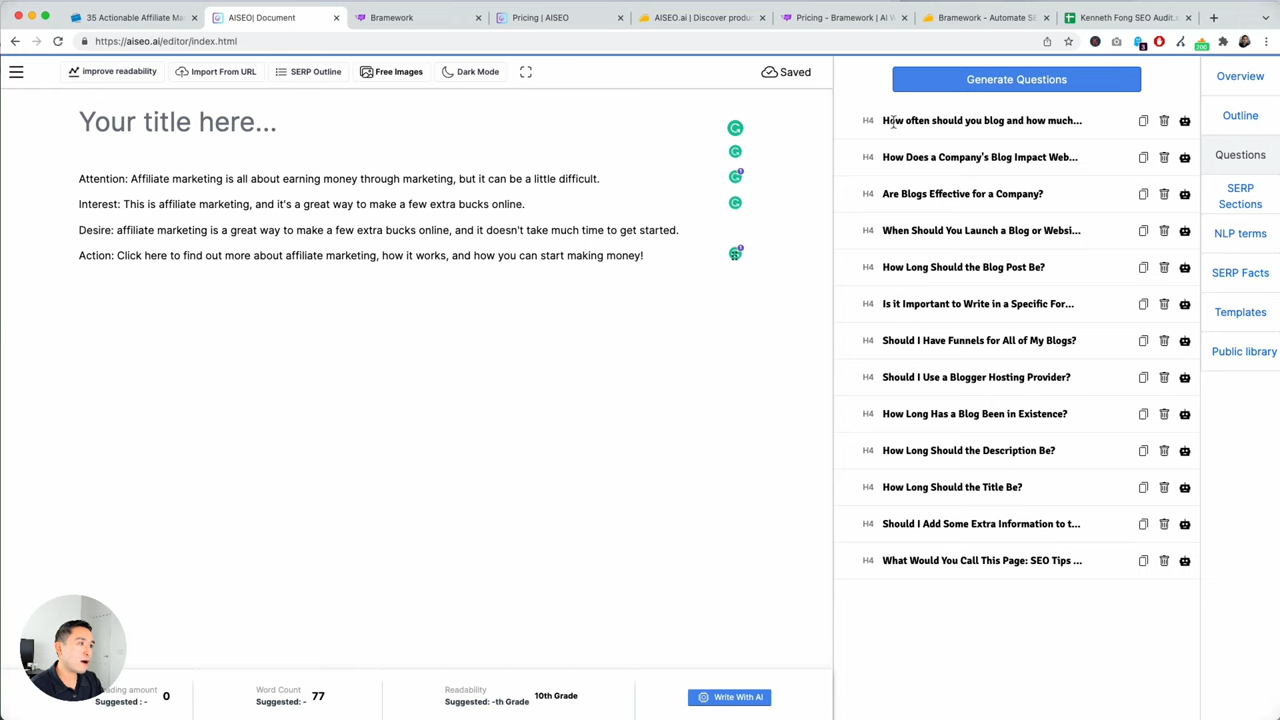 35 Actionable Affiliate Ma
AISEO| Document
Bramework
Pricing | AISEO
AISEO.ai | Discover produ
Pricing - Bramework | AI W
Bramework - Automate SE
Kenneth Fong SEO Audit.x
https://aiseo.ai/editor/index.html
improve readability
Import From URL
SERP Outline
Free Images
Dark Mode
Saved
Your title here...
Attention: Affiliate marketing is all about earning money through marketing, but it can be a little difficult.
Interest: This is affiliate marketing, and it's a great way to make a few extra bucks online.
Desire: affiliate marketing is a great way to make a few extra bucks online, and it doesn't take much time to get started.
Action: Click here to find out more about affiliate marketing, how it works, and how you can start making money!
Generate Questions
H4 How often should you blog and how much...
H4 How Does a Company's Blog Impact Web...
H4 Are Blogs Effective for a Company?
H4 When Should You Launch a Blog or Websi...
H4 How Long Should the Blog Post Be?
H4 Is it Important to Write in a Specific For...
H4 Should I Have Funnels for All of My Blogs?
H4 Should I Use a Blogger Hosting Provider?
H4 How Long Has a Blog Been in Existence?
H4 How Long Should the Description Be?
H4 How Long Should the Title Be?
H4 Should I Add Some Extra Information to t...
H4 What Would You Call This Page: SEO Tips ...
Overview
Outline
Questions
SERP
Sections
NLP terms
SERP Facts
Templates
Public library
ading amount 0
Suggested : -
Word Count 77
Suggested: -
Readability 10th Grade
Suggested: -th Grade
Write With AI